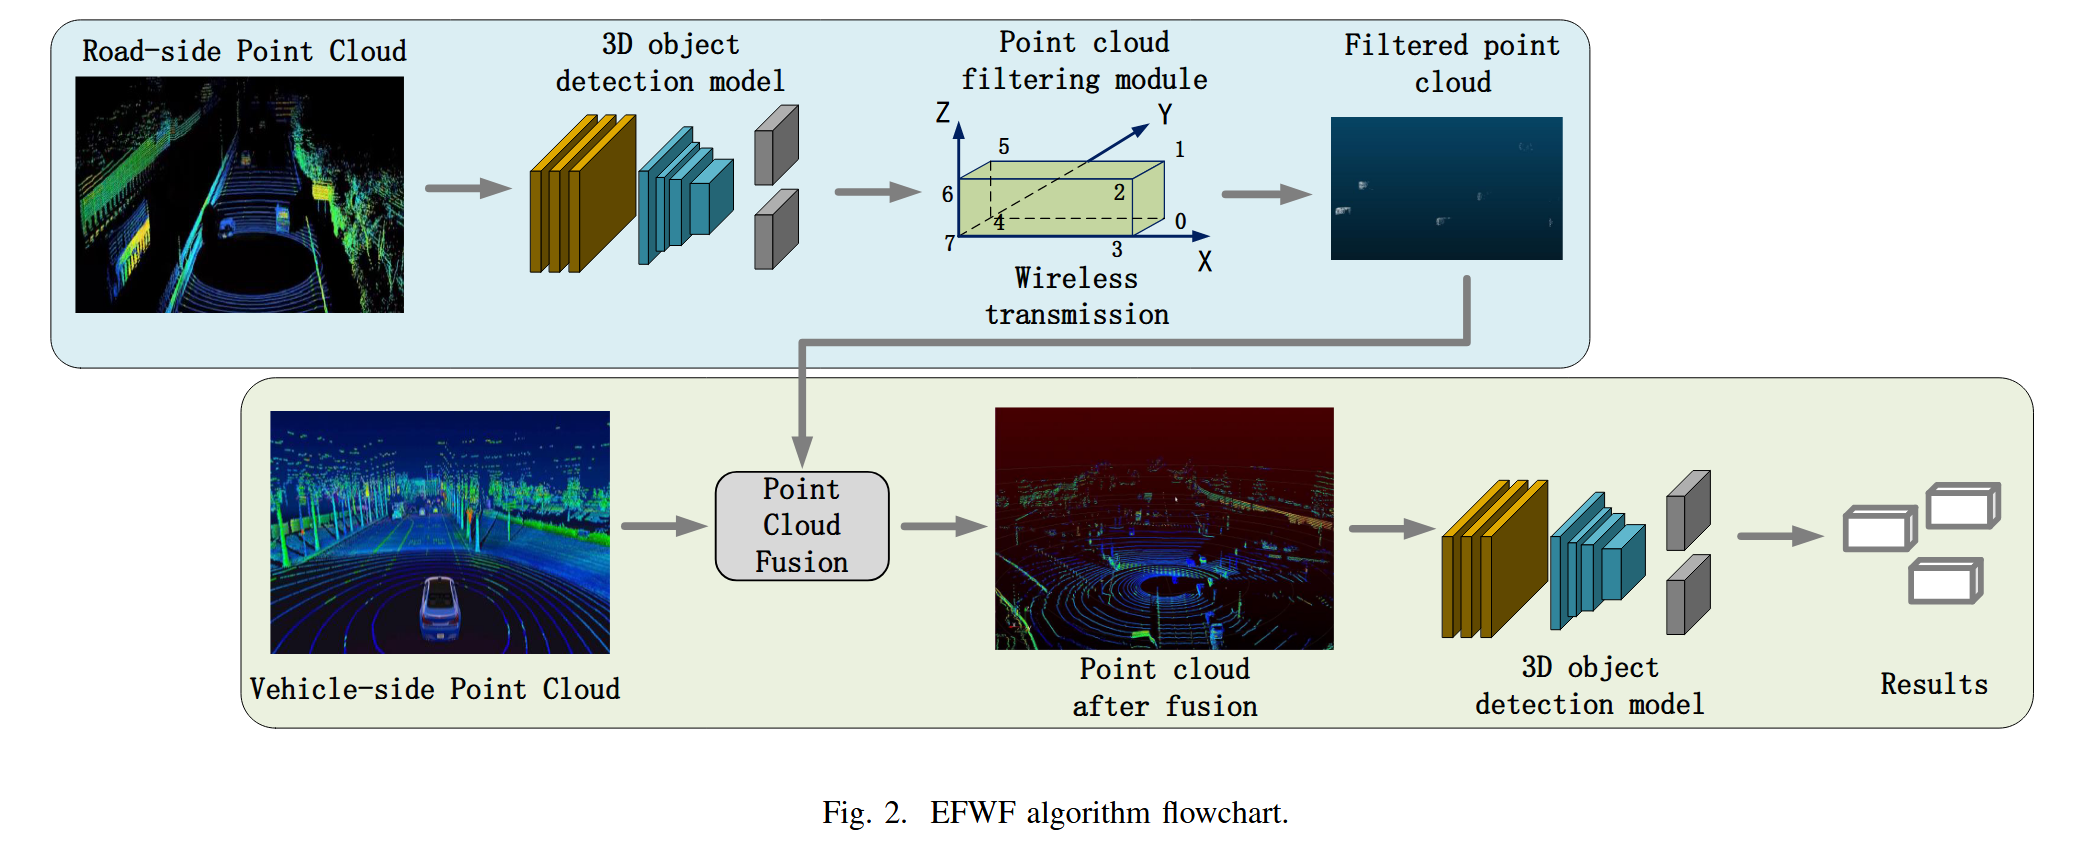 Road-side Point Cloud
3D object
detection model
Point cloud
filtering module
Filtered point
cloud
Z
Y
5
1
6
2
4
0
7
3
X
Wireless
transmission
Point
Cloud
Fusion
Vehicle-side Point Cloud
Point cloud
after fusion
3D object
detection model
Results
Fig. 2. EFWF algorithm flowchart.